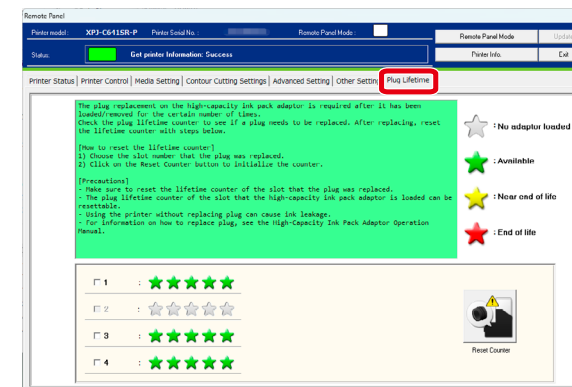 Remote Panel
Printer model : XPJ-C641SR-P Printer Serial No. : Remote Panel Mode :
Remote Panel Mode Update
Status: Get printer Information: Success
Printer Info. Exit
Printer Status Printer Control Media Setting Contour Cutting Settings Advanced Setting Other Setting Plug Lifetime
The plug replacement on the high-capacity ink pack adaptor is required after it has been
loaded/removed for the certain number of times.
Check the plug lifetime counter to see if a plug needs to be replaced. After replacing, reset
the lifetime counter with steps below.
[How to reset the lifetime counter]
1) Choose the slot number that the plug was replaced.
2) Click on the Reset Counter button to initialize the counter.
[Precautions]
- Make sure to reset the lifetime counter of the slot that the plug was replaced.
- The plug lifetime counter of the slot that the high-capacity ink pack adaptor is loaded can be
resettable.
- Using the printer without replacing plug can cause ink leakage.
- For information on how to replace plug, see the High-Capacity Ink Pack Adaptor Operation
Manual.
: No adaptor loaded
: Available
: Near end of life
: End of life
1 :
2 :
3 :
4 :
Reset Counter